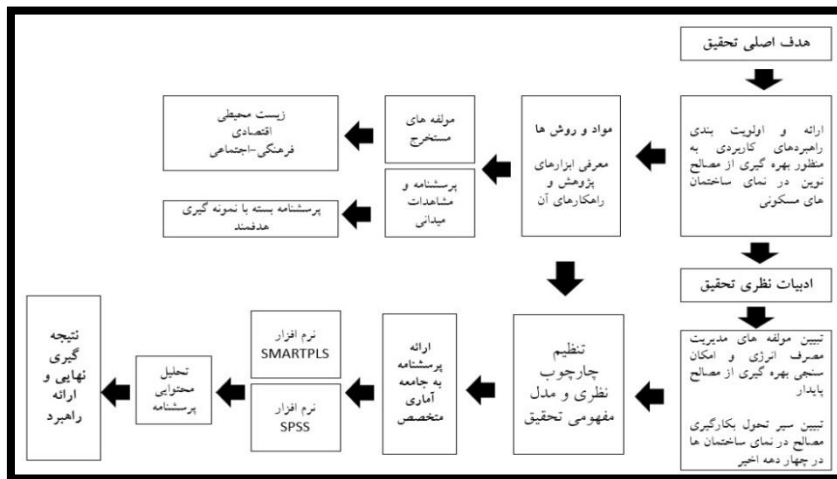 هدف اصلی تحقیق
ارائه و اولویت بندی
راهبردهای کاربردی به
منظور بهره گیری از مصالح
نوین در نمای ساختمان
های مسکونی
مواد و روش ها
معرفی ابزارهای
پژوهش و
راهکارهای آن
مولفه های
مستخرج
زیست محیطی
اقتصادی
فرهنگی-اجتماعی
پرسشنامه و
مشاهدات
میدانی
پرسشنامه بسته با نمونه گیری
هدفمند
ادبیات نظری تحقیق
تبیین مولفه های مدیریت
مصرف انرژی و امکان
سنجی بهره گیری از مصالح
پایدار
تبیین سیر تحول بکارگیری
مصالح در نمای ساختمان ها
در چهار دهه اخیر
تنظیم
چارچوب
نظری و مدل
مفهومی تحقیق
ارائه
پرسشنامه
به جامعه
آماری
متخصص
نرم افزار
SMARTPLS
نرم افزار
SPSS
تحلیل
محتوایی
پرسشنامه
نتیجه
گیری
نهایی و
ارائه
راهبرد